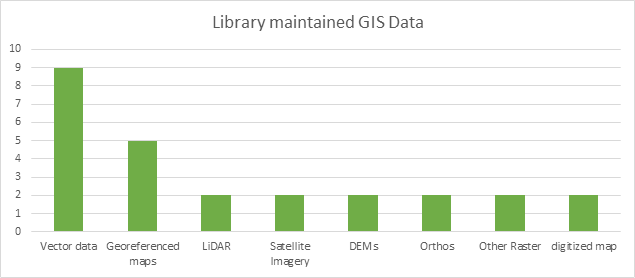 Library maintained GIS Data
10
9
8
7
6
5
4
3
2
1
0
Vector data
Georeferenced
maps
LiDAR
Satellite
Imagery
DEMs
Orthos
Other Raster
digitized map